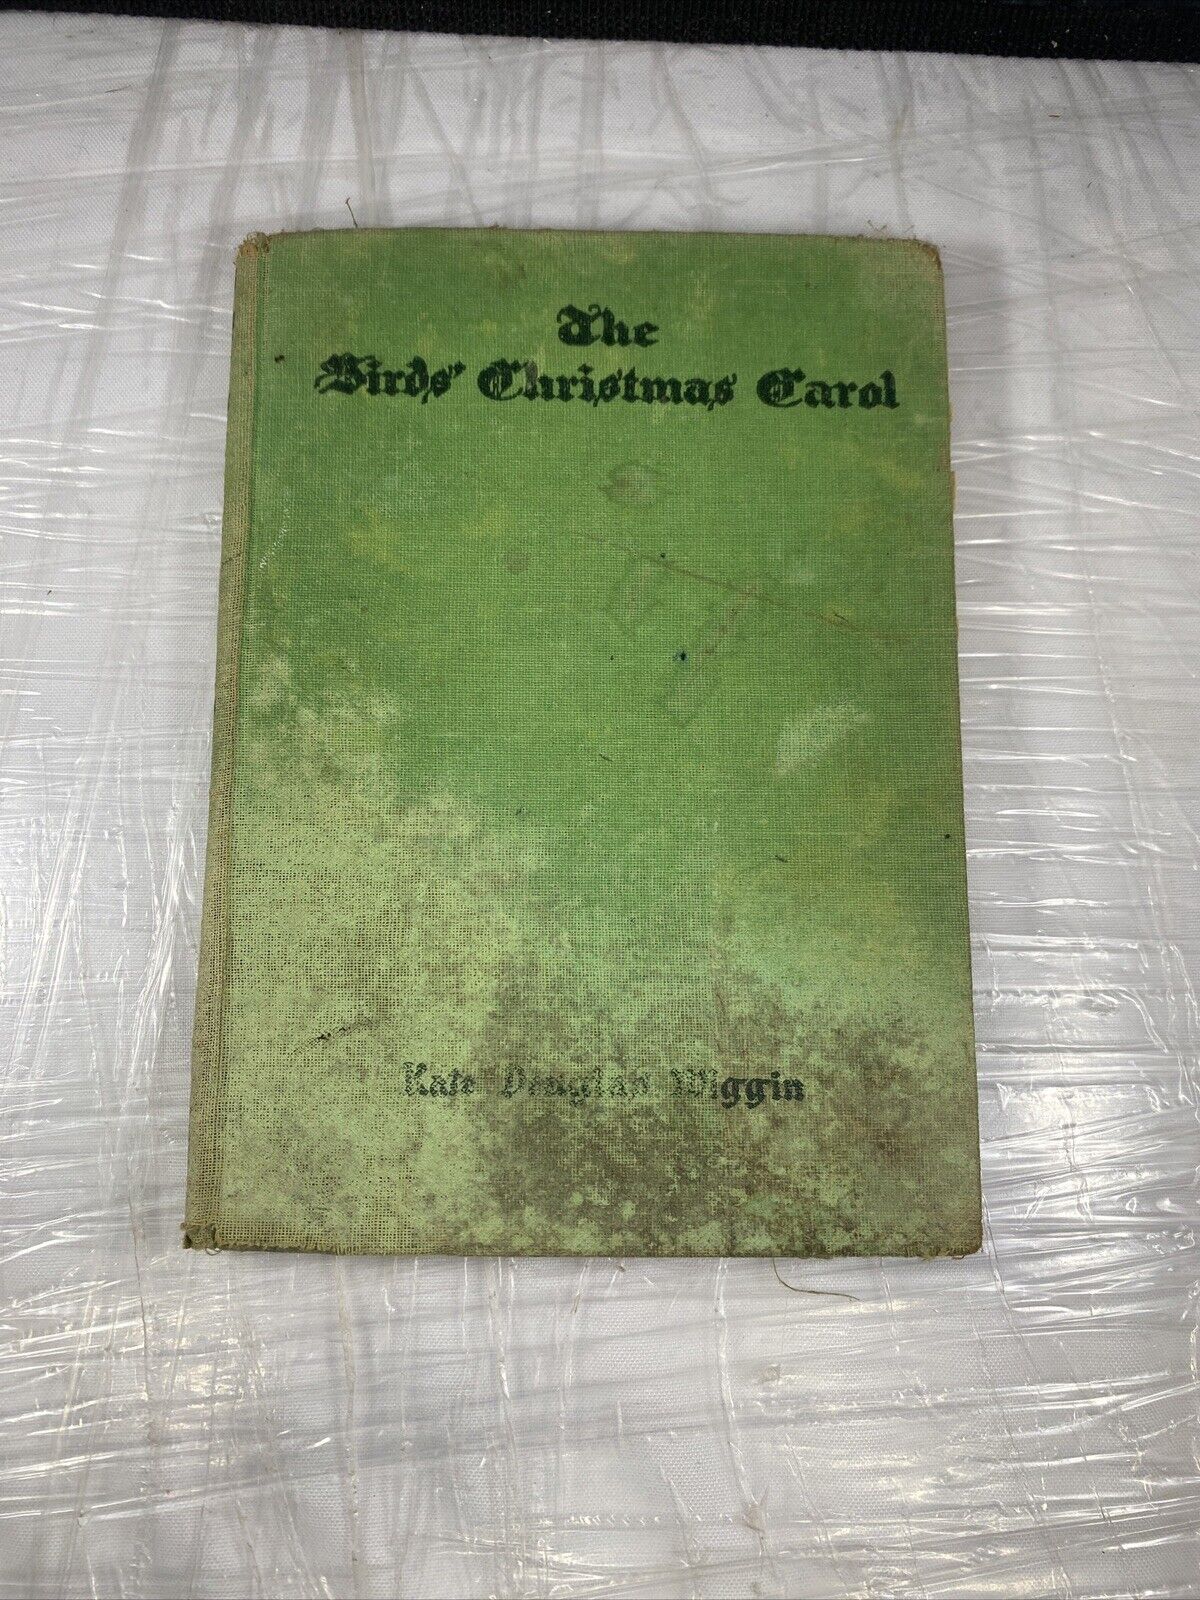 The
Birds' Christmas Carol
Kate Douglas Wiggin